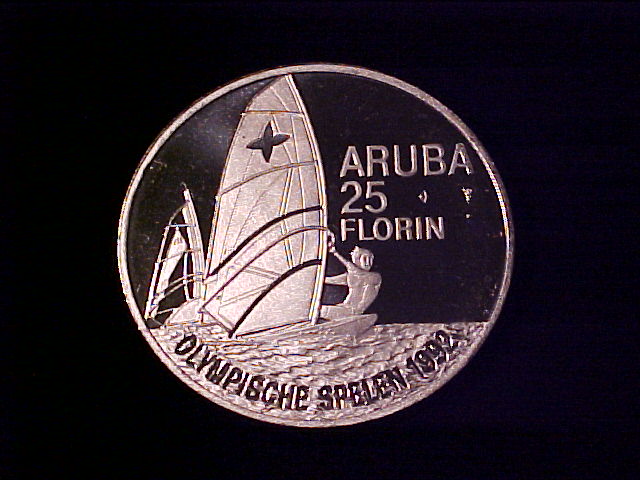 ARUBA
25
FLORIN
OLYMPISCHE SPELEN 1992